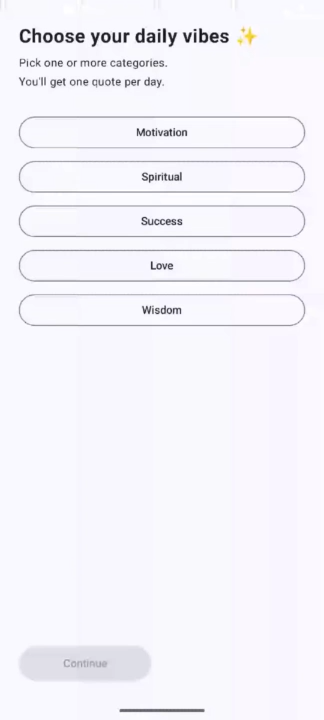 Choose your daily vibes ✨
Pick one or more categories.
You'll get one quote per day.
Motivation
Spiritual
Success
Love
Wisdom
Continue